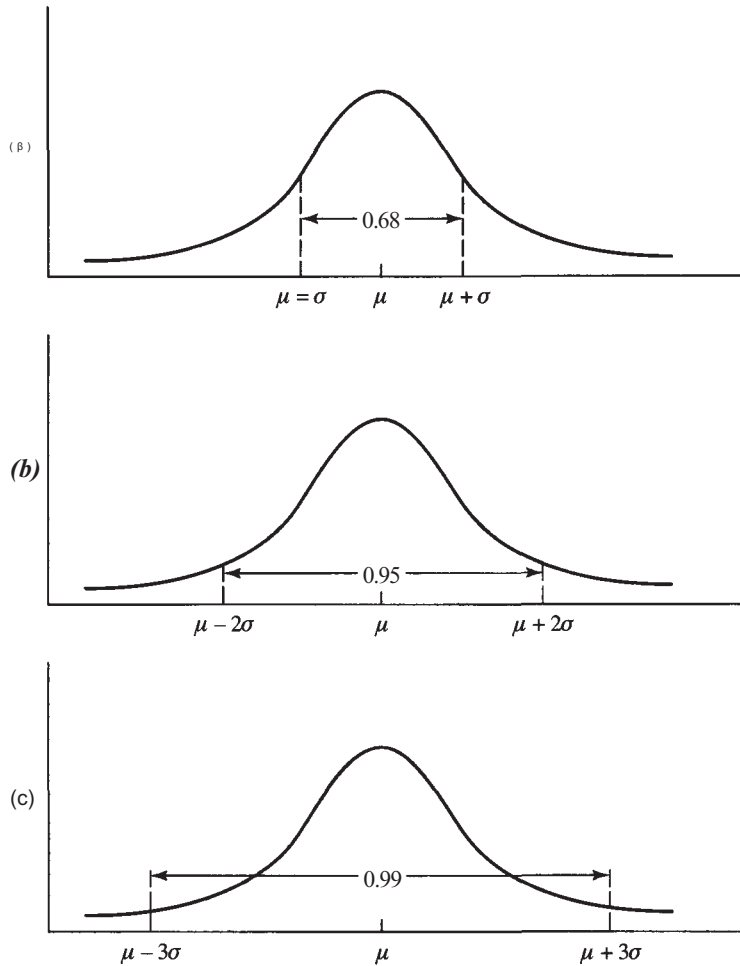 (β)
0.68
μ = σ μ μ + σ
(b)
0.95
μ − 2σ μ μ + 2σ
(c)
0.99
μ − 3σ μ μ + 3σ